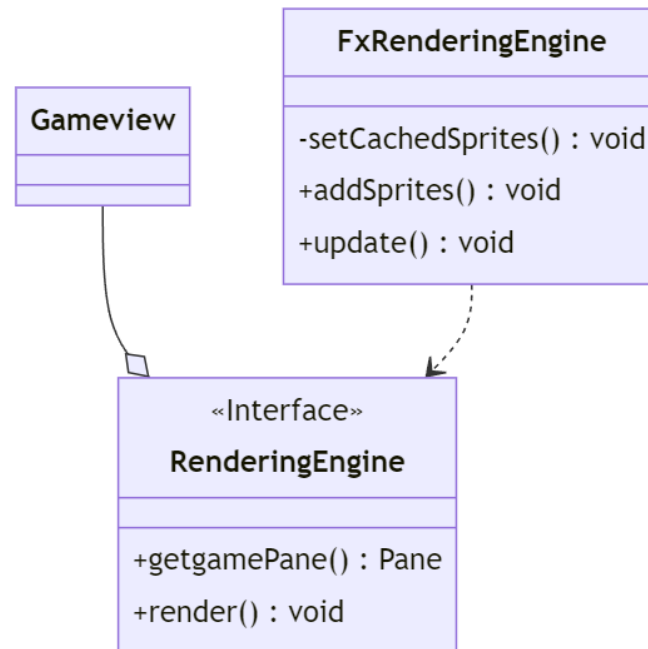 FxRenderingEngine
-setCachedSprites() : void
+addSprites() : void
+update() : void
Gameview
«Interface»
RenderingEngine
+getgamePane() : Pane
+render() : void